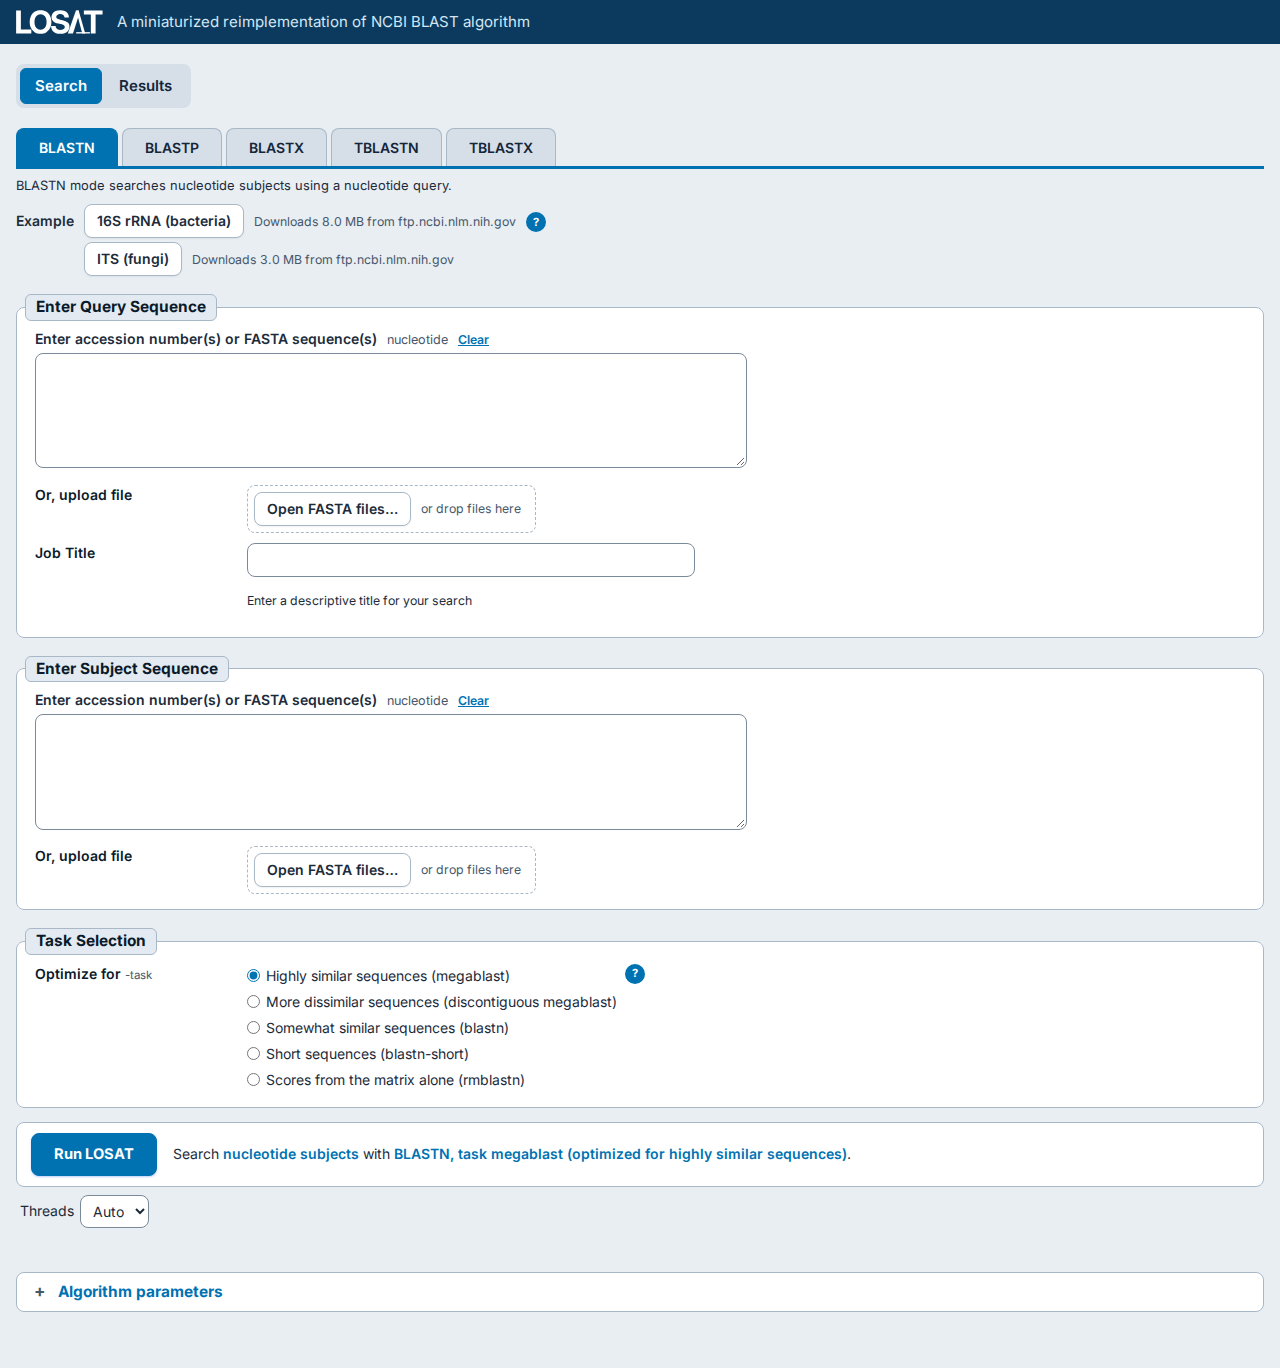 LOSAT A miniaturized reimplementation of NCBI BLAST algorithm
Search Results
BLASTN BLASTP BLASTX TBLASTN TBLASTX
BLASTN mode searches nucleotide subjects using a nucleotide query.
Example 16S rRNA (bacteria) Downloads 8.0 MB from ftp.ncbi.nlm.nih.gov ?
ITS (fungi) Downloads 3.0 MB from ftp.ncbi.nlm.nih.gov
Enter Query Sequence
Enter accession number(s) or FASTA sequence(s) nucleotide Clear
Or, upload file Open FASTA files... or drop files here
Job Title
Enter a descriptive title for your search
Enter Subject Sequence
Enter accession number(s) or FASTA sequence(s) nucleotide Clear
Or, upload file Open FASTA files... or drop files here
Task Selection
Optimize for -task Highly similar sequences (megablast) ?
More dissimilar sequences (discontiguous megablast)
Somewhat similar sequences (blastn)
Short sequences (blastn-short)
Scores from the matrix alone (rmblastn)
Run LOSAT Search nucleotide subjects with BLASTN, task megablast (optimized for highly similar sequences).
Threads Auto
+ Algorithm parameters